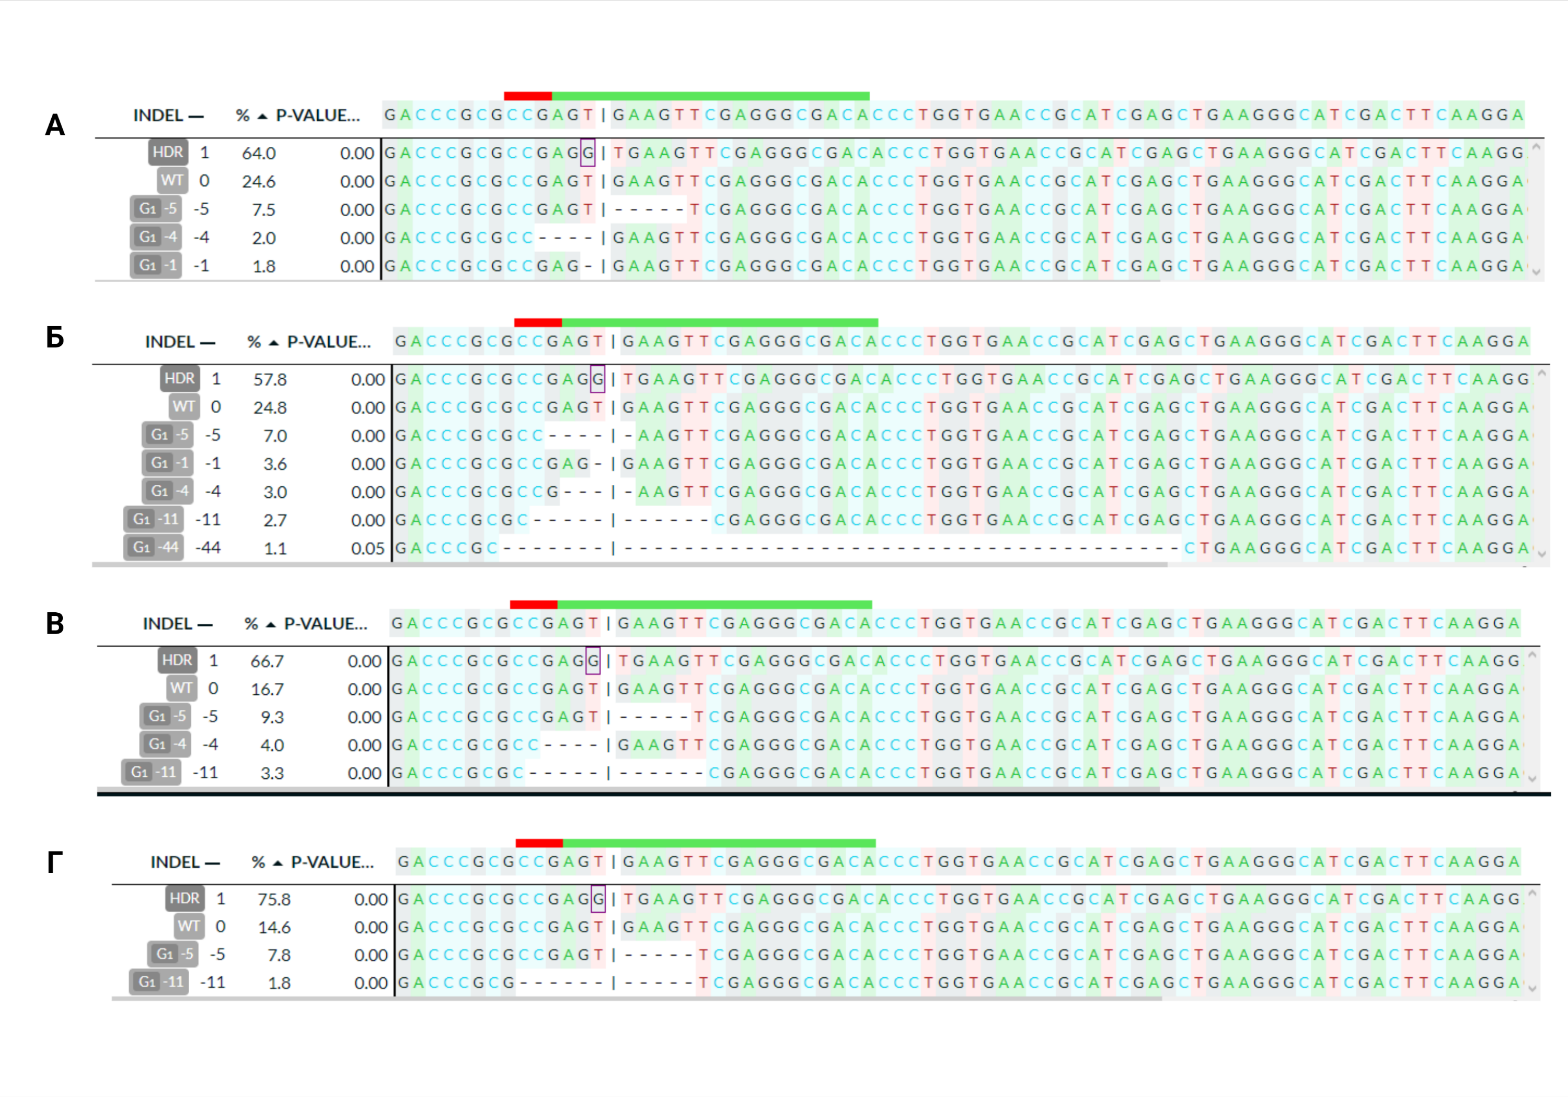 А
INDEL — % ▲ P-VALUE... GACCCGCGCCGAGT|GAAGTTCGAGGGCGACACCCTGGTGAACCGCATCGAGCTGAAGGGCATCGACTTCAAGGA
HDR 1 64.0 0.00 GACCCGCGCCGAGG|TGAAGTTCGAGGGCGACACCCTGGTGAACCGCATCGAGCTGAAGGGCATCGACTTCAAGG
WT 0 24.6 0.00 GACCCGCGCCGAGT|GAAGTTCGAGGGCGACACCCTGGTGAACCGCATCGAGCTGAAGGGCATCGACTTCAAGGA
G1 -5 -5 7.5 0.00 GACCCGCGCCGAGT|-----TCGAGGGCGACACCCTGGTGAACCGCATCGAGCTGAAGGGCATCGACTTCAAGGA
G1 -4 -4 2.0 0.00 GACCCGCGCC----|GAAGTTCGAGGGCGACACCCTGGTGAACCGCATCGAGCTGAAGGGCATCGACTTCAAGGA
G1 -1 -1 1.8 0.00 GACCCGCGCCGAG-|GAAGTTCGAGGGCGACACCCTGGTGAACCGCATCGAGCTGAAGGGCATCGACTTCAAGGA
Б
INDEL — % ▲ P-VALUE... GACCCGCGCCGAGT|GAAGTTCGAGGGCGACACCCTGGTGAACCGCATCGAGCTGAAGGGCATCGACTTCAAGGA
HDR 1 57.8 0.00 GACCCGCGCCGAGG|TGAAGTTCGAGGGCGACACCCTGGTGAACCGCATCGAGCTGAAGGGCATCGACTTCAAGG
WT 0 24.8 0.00 GACCCGCGCCGAGT|GAAGTTCGAGGGCGACACCCTGGTGAACCGCATCGAGCTGAAGGGCATCGACTTCAAGGA
G1 -5 -5 7.0 0.00 GACCCGCGCC----|-AAGTTCGAGGGCGACACCCTGGTGAACCGCATCGAGCTGAAGGGCATCGACTTCAAGGA
G1 -1 -1 3.6 0.00 GACCCGCGCCGAG-|GAAGTTCGAGGGCGACACCCTGGTGAACCGCATCGAGCTGAAGGGCATCGACTTCAAGGA
G1 -4 -4 3.0 0.00 GACCCGCGCCG---|-AAGTTCGAGGGCGACACCCTGGTGAACCGCATCGAGCTGAAGGGCATCGACTTCAAGGA
G1 -11 -11 2.7 0.00 GACCCGCGC-----|------CGAGGGCGACACCCTGGTGAACCGCATCGAGCTGAAGGGCATCGACTTCAAGGA
G1 -44 -44 1.1 0.05 GACCCGC-------|-------------------------------------CTGAAGGGCATCGACTTCAAGGA
В
INDEL — % ▲ P-VALUE... GACCCGCGCCGAGT|GAAGTTCGAGGGCGACACCCTGGTGAACCGCATCGAGCTGAAGGGCATCGACTTCAAGGA
HDR 1 66.7 0.00 GACCCGCGCCGAGG|TGAAGTTCGAGGGCGACACCCTGGTGAACCGCATCGAGCTGAAGGGCATCGACTTCAAGG
WT 0 16.7 0.00 GACCCGCGCCGAGT|GAAGTTCGAGGGCGACACCCTGGTGAACCGCATCGAGCTGAAGGGCATCGACTTCAAGGA
G1 -5 -5 9.3 0.00 GACCCGCGCCGAGT|-----TCGAGGGCGACACCCTGGTGAACCGCATCGAGCTGAAGGGCATCGACTTCAAGGA
G1 -4 -4 4.0 0.00 GACCCGCGCC----|GAAGTTCGAGGGCGACACCCTGGTGAACCGCATCGAGCTGAAGGGCATCGACTTCAAGGA
G1 -11 -11 3.3 0.00 GACCCGCGC-----|------CGAGGGCGACACCCTGGTGAACCGCATCGAGCTGAAGGGCATCGACTTCAAGGA
Г
INDEL — % ▲ P-VALUE... GACCCGCGCCGAGT|GAAGTTCGAGGGCGACACCCTGGTGAACCGCATCGAGCTGAAGGGCATCGACTTCAAGGA
HDR 1 75.8 0.00 GACCCGCGCCGAGG|TGAAGTTCGAGGGCGACACCCTGGTGAACCGCATCGAGCTGAAGGGCATCGACTTCAAGG
WT 0 14.6 0.00 GACCCGCGCCGAGT|GAAGTTCGAGGGCGACACCCTGGTGAACCGCATCGAGCTGAAGGGCATCGACTTCAAGGA
G1 -5 -5 7.8 0.00 GACCCGCGCCGAGT|-----TCGAGGGCGACACCCTGGTGAACCGCATCGAGCTGAAGGGCATCGACTTCAAGGA
G1 -11 -11 1.8 0.00 GACCCGCG------|-----TCGAGGGCGACACCCTGGTGAACCGCATCGAGCTGAAGGGCATCGACTTCAAGGA